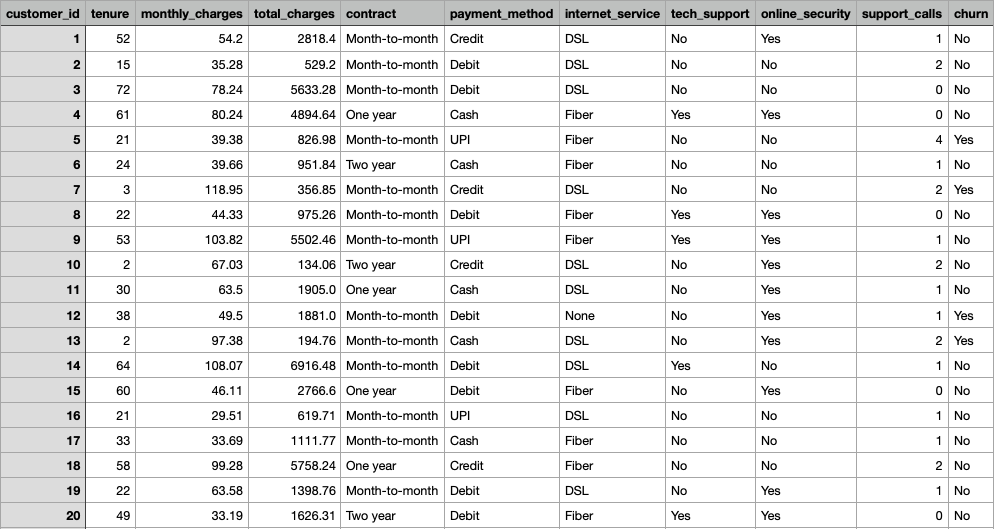 customer_id tenure monthly_charges total_charges contract payment_method internet_service tech_support online_security support_calls churn
1 52 54.2 2818.4 Month-to-month Credit DSL No Yes 1 No
2 15 35.28 529.2 Month-to-month Debit DSL No No 2 No
3 72 78.24 5633.28 Month-to-month Debit DSL No No 0 No
4 61 80.24 4894.64 One year Cash Fiber Yes Yes 0 No
5 21 39.38 826.98 Month-to-month UPI Fiber No No 4 Yes
6 24 39.66 951.84 Two year Cash Fiber No No 1 No
7 3 118.95 356.85 Month-to-month Credit DSL No No 2 Yes
8 22 44.33 975.26 Month-to-month Debit Fiber Yes Yes 0 No
9 53 103.82 5502.46 Month-to-month UPI Fiber Yes Yes 1 No
10 2 67.03 134.06 Two year Credit DSL No Yes 2 No
11 30 63.5 1905.0 One year Cash DSL No Yes 1 No
12 38 49.5 1881.0 Month-to-month Debit None No Yes 1 Yes
13 2 97.38 194.76 Month-to-month Cash DSL No Yes 2 Yes
14 64 108.07 6916.48 Month-to-month Debit DSL Yes No 1 No
15 60 46.11 2766.6 One year Debit Fiber No Yes 0 No
16 21 29.51 619.71 Month-to-month UPI DSL No No 1 No
17 33 33.69 1111.77 Month-to-month Cash Fiber No No 1 No
18 58 99.28 5758.24 One year Credit Fiber No No 2 No
19 22 63.58 1398.76 Month-to-month Debit DSL No Yes 1 No
20 49 33.19 1626.31 Two year Debit Fiber Yes Yes 0 No